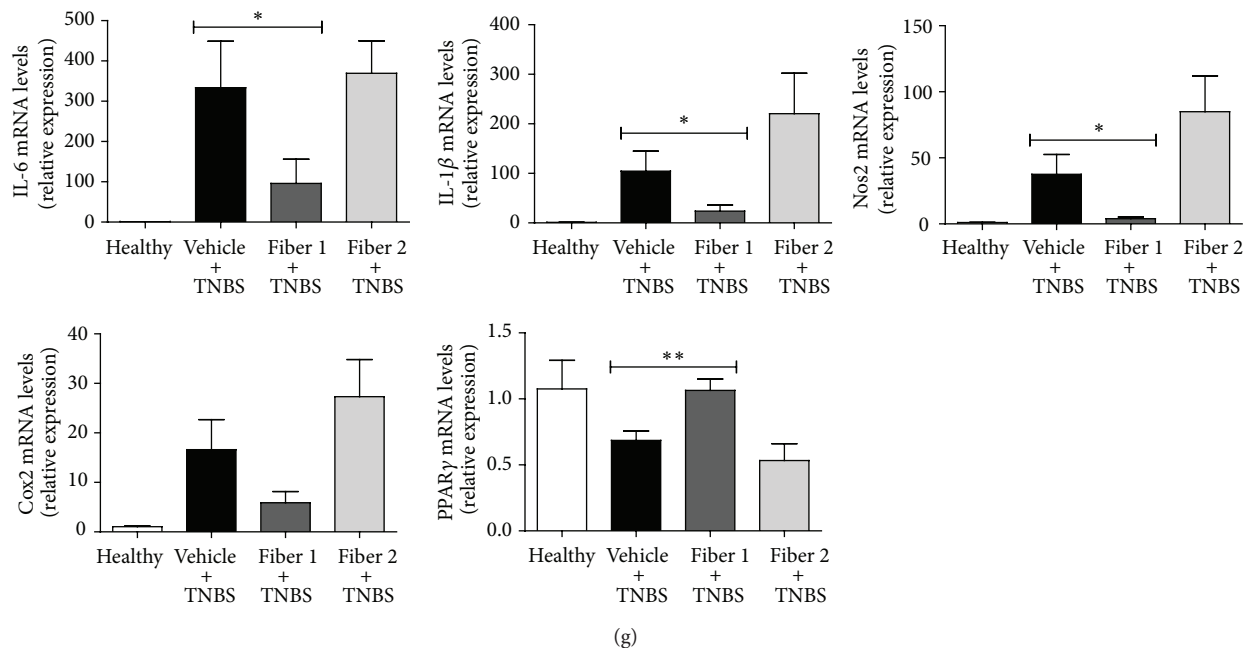 IL-6 mRNA levels
(relative expression)
500
400
300
200
100
0
*
Healthy Vehicle Fiber 1 Fiber 2
+ + +
TNBS TNBS TNBS
IL-1β mRNA levels
(relative expression)
400
300
200
100
0
*
Healthy Vehicle Fiber 1 Fiber 2
+ + +
TNBS TNBS TNBS
Nos2 mRNA levels
(relative expression)
150
100
50
0
*
Healthy Vehicle Fiber 1 Fiber 2
+ + +
TNBS TNBS TNBS
Cox2 mRNA levels
(relative expression)
40
30
20
10
0
Healthy Vehicle Fiber 1 Fiber 2
+ + +
TNBS TNBS TNBS
PPARγ mRNA levels
(relative expression)
1.5
1.0
0.5
0.0
**
Healthy Vehicle Fiber 1 Fiber 2
+ + +
TNBS TNBS TNBS
(g)